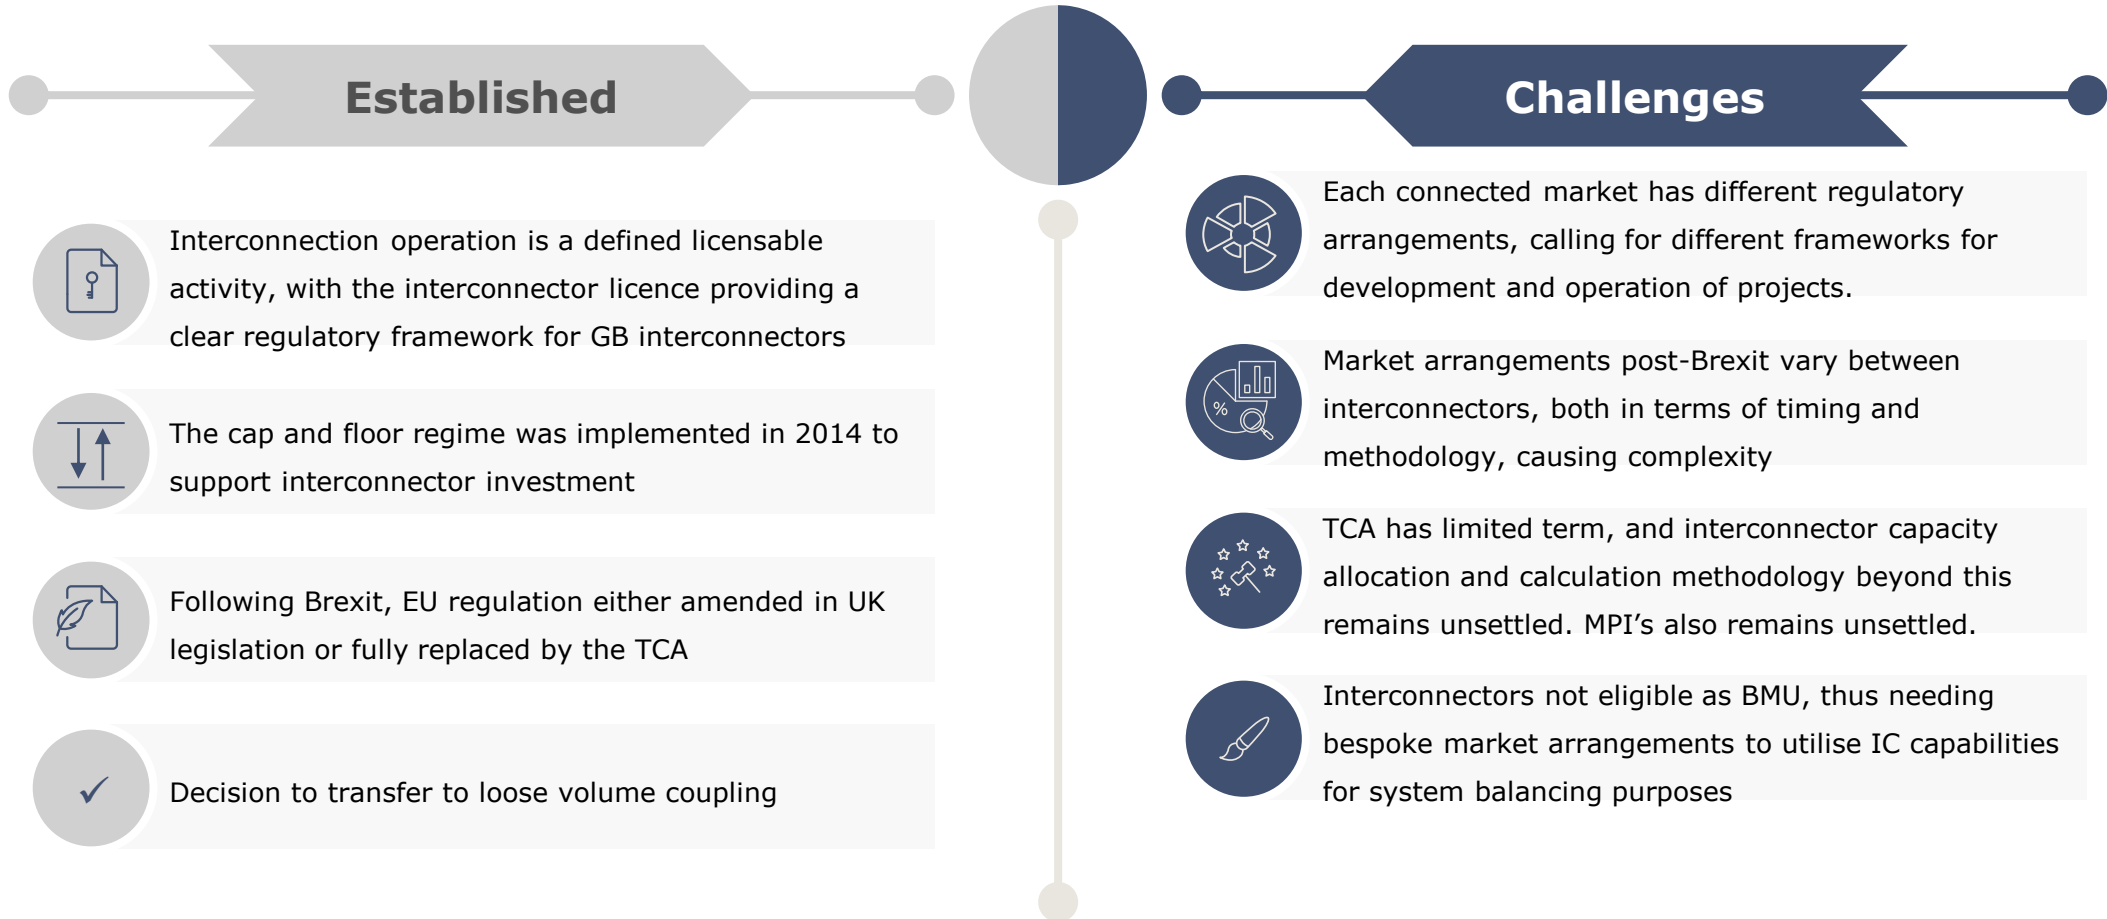 Established
Interconnection operation is a defined licensable
activity, with the interconnector licence providing a
clear regulatory framework for GB interconnectors
The cap and floor regime was implemented in 2014 to
support interconnector investment
Following Brexit, EU regulation either amended in UK
legislation or fully replaced by the TCA
Decision to transfer to loose volume coupling
Challenges
Each connected market has different regulatory
arrangements, calling for different frameworks for
development and operation of projects.
%
Market arrangements post-Brexit vary between
interconnectors, both in terms of timing and
methodology, causing complexity
TCA has limited term, and interconnector capacity
allocation and calculation methodology beyond this
remains unsettled. MPI’s also remains unsettled.
Interconnectors not eligible as BMU, thus needing
bespoke market arrangements to utilise IC capabilities
for system balancing purposes